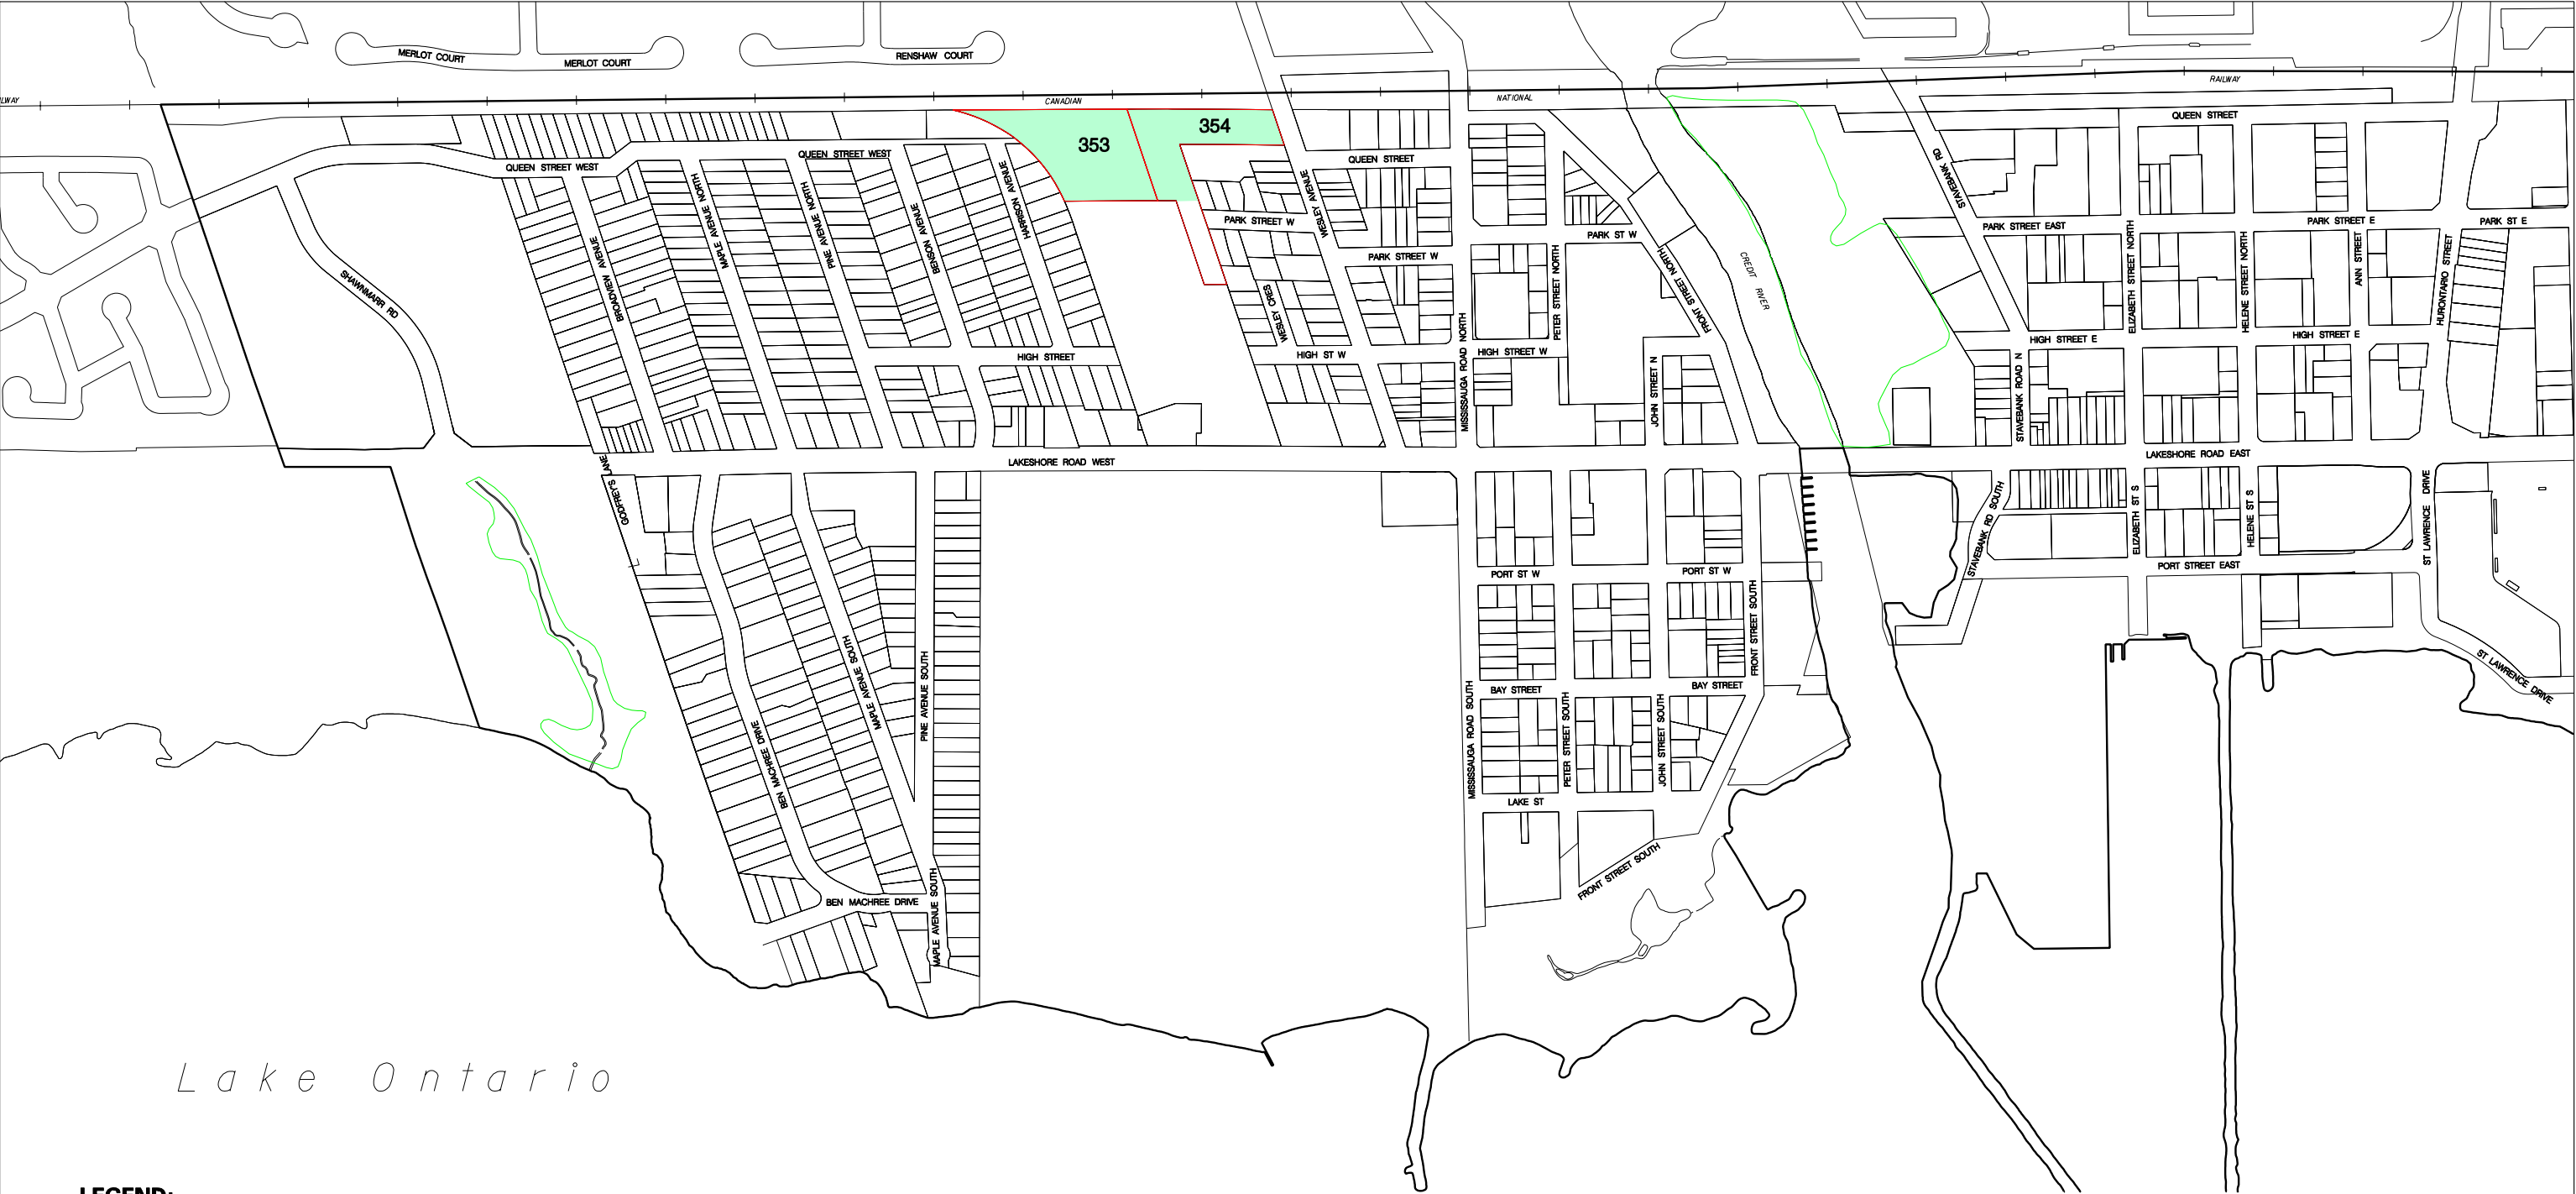 MERLOT COURT
MERLOT COURT
RENSHAW COURT
LWAY
CANADIAN
NATIONAL
RAILWAY
353
354
QUEEN STREET
QUEEN STREET WEST
QUEEN STREET WEST
QUEEN STREET
STAVEBANK RD
SHAWNMARR RD
BROADVIEW AVENUE
MAPLE AVENUE NORTH
PINE AVENUE NORTH
BENSON AVENUE
HARRISON AVENUE
WESLEY AVENUE
PARK STREET W
PARK STREET W
PARK ST W
PARK STREET EAST
PARK STREET E
PARK ST E
WESLEY CRES
MISSISSAUGA ROAD NORTH
PETER STREET NORTH
FRONT STREET NORTH
CREDIT RIVER
ELIZABETH STREET NORTH
HELENE STREET NORTH
ANN STREET
HURONTARIO STREET
HIGH STREET
HIGH ST W
HIGH STREET W
HIGH STREET E
HIGH STREET E
JOHN STREET N
STAVEBANK ROAD N
LAKESHORE ROAD WEST
LAKESHORE ROAD EAST
GODFREY'S LANE
STAVEBANK RD SOUTH
ELIZABETH ST S
HELENE ST S
ST LAWRENCE DRIVE
PORT ST W
PORT ST W
PORT STREET EAST
FRONT STREET SOUTH
BEN MACHREE DRIVE
MAPLE AVENUE SOUTH
PINE AVENUE SOUTH
BAY STREET
BAY STREET
ST LAWRENCE DRIVE
MISSISSAUGA ROAD SOUTH
PETER STREET SOUTH
JOHN STREET SOUTH
LAKE ST
FRONT STREET SOUTH
BEN MACHREE DRIVE
MAPLE AVENUE SOUTH
Lake Ontario
LEGEND: